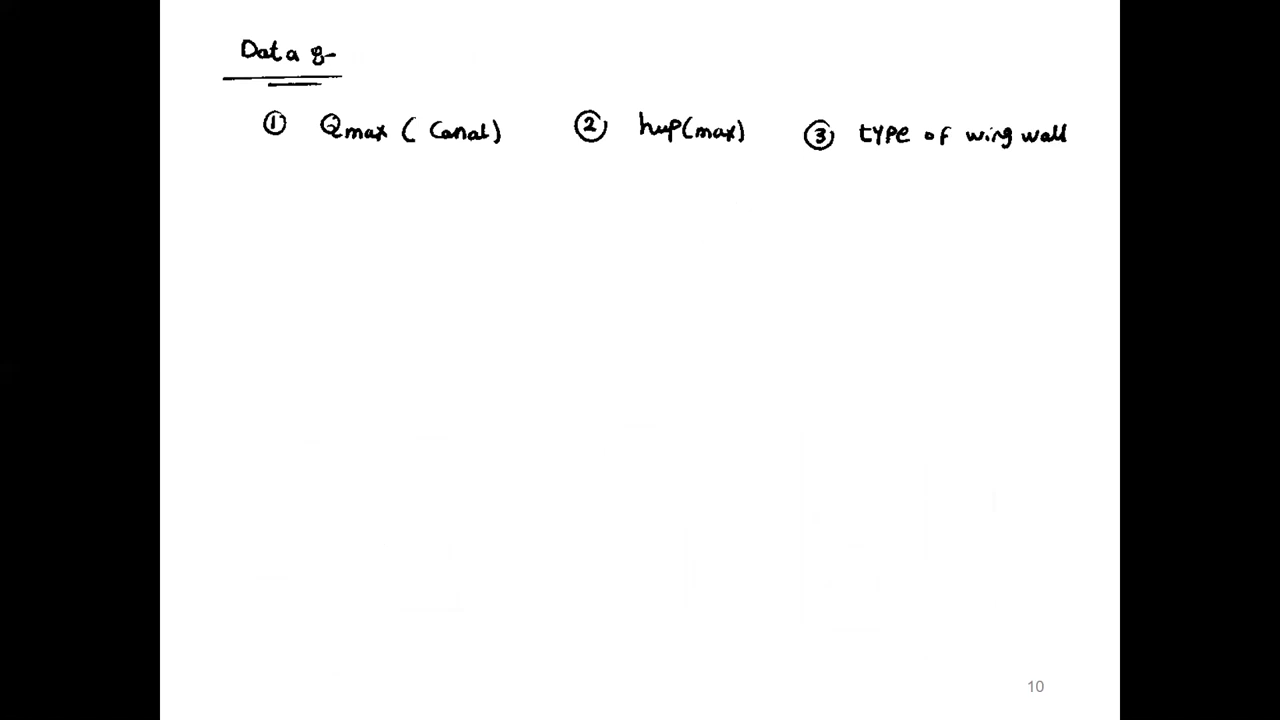 Data :-
① Qmax ( Canal) ② hup(max) ③ type of wing wall
10